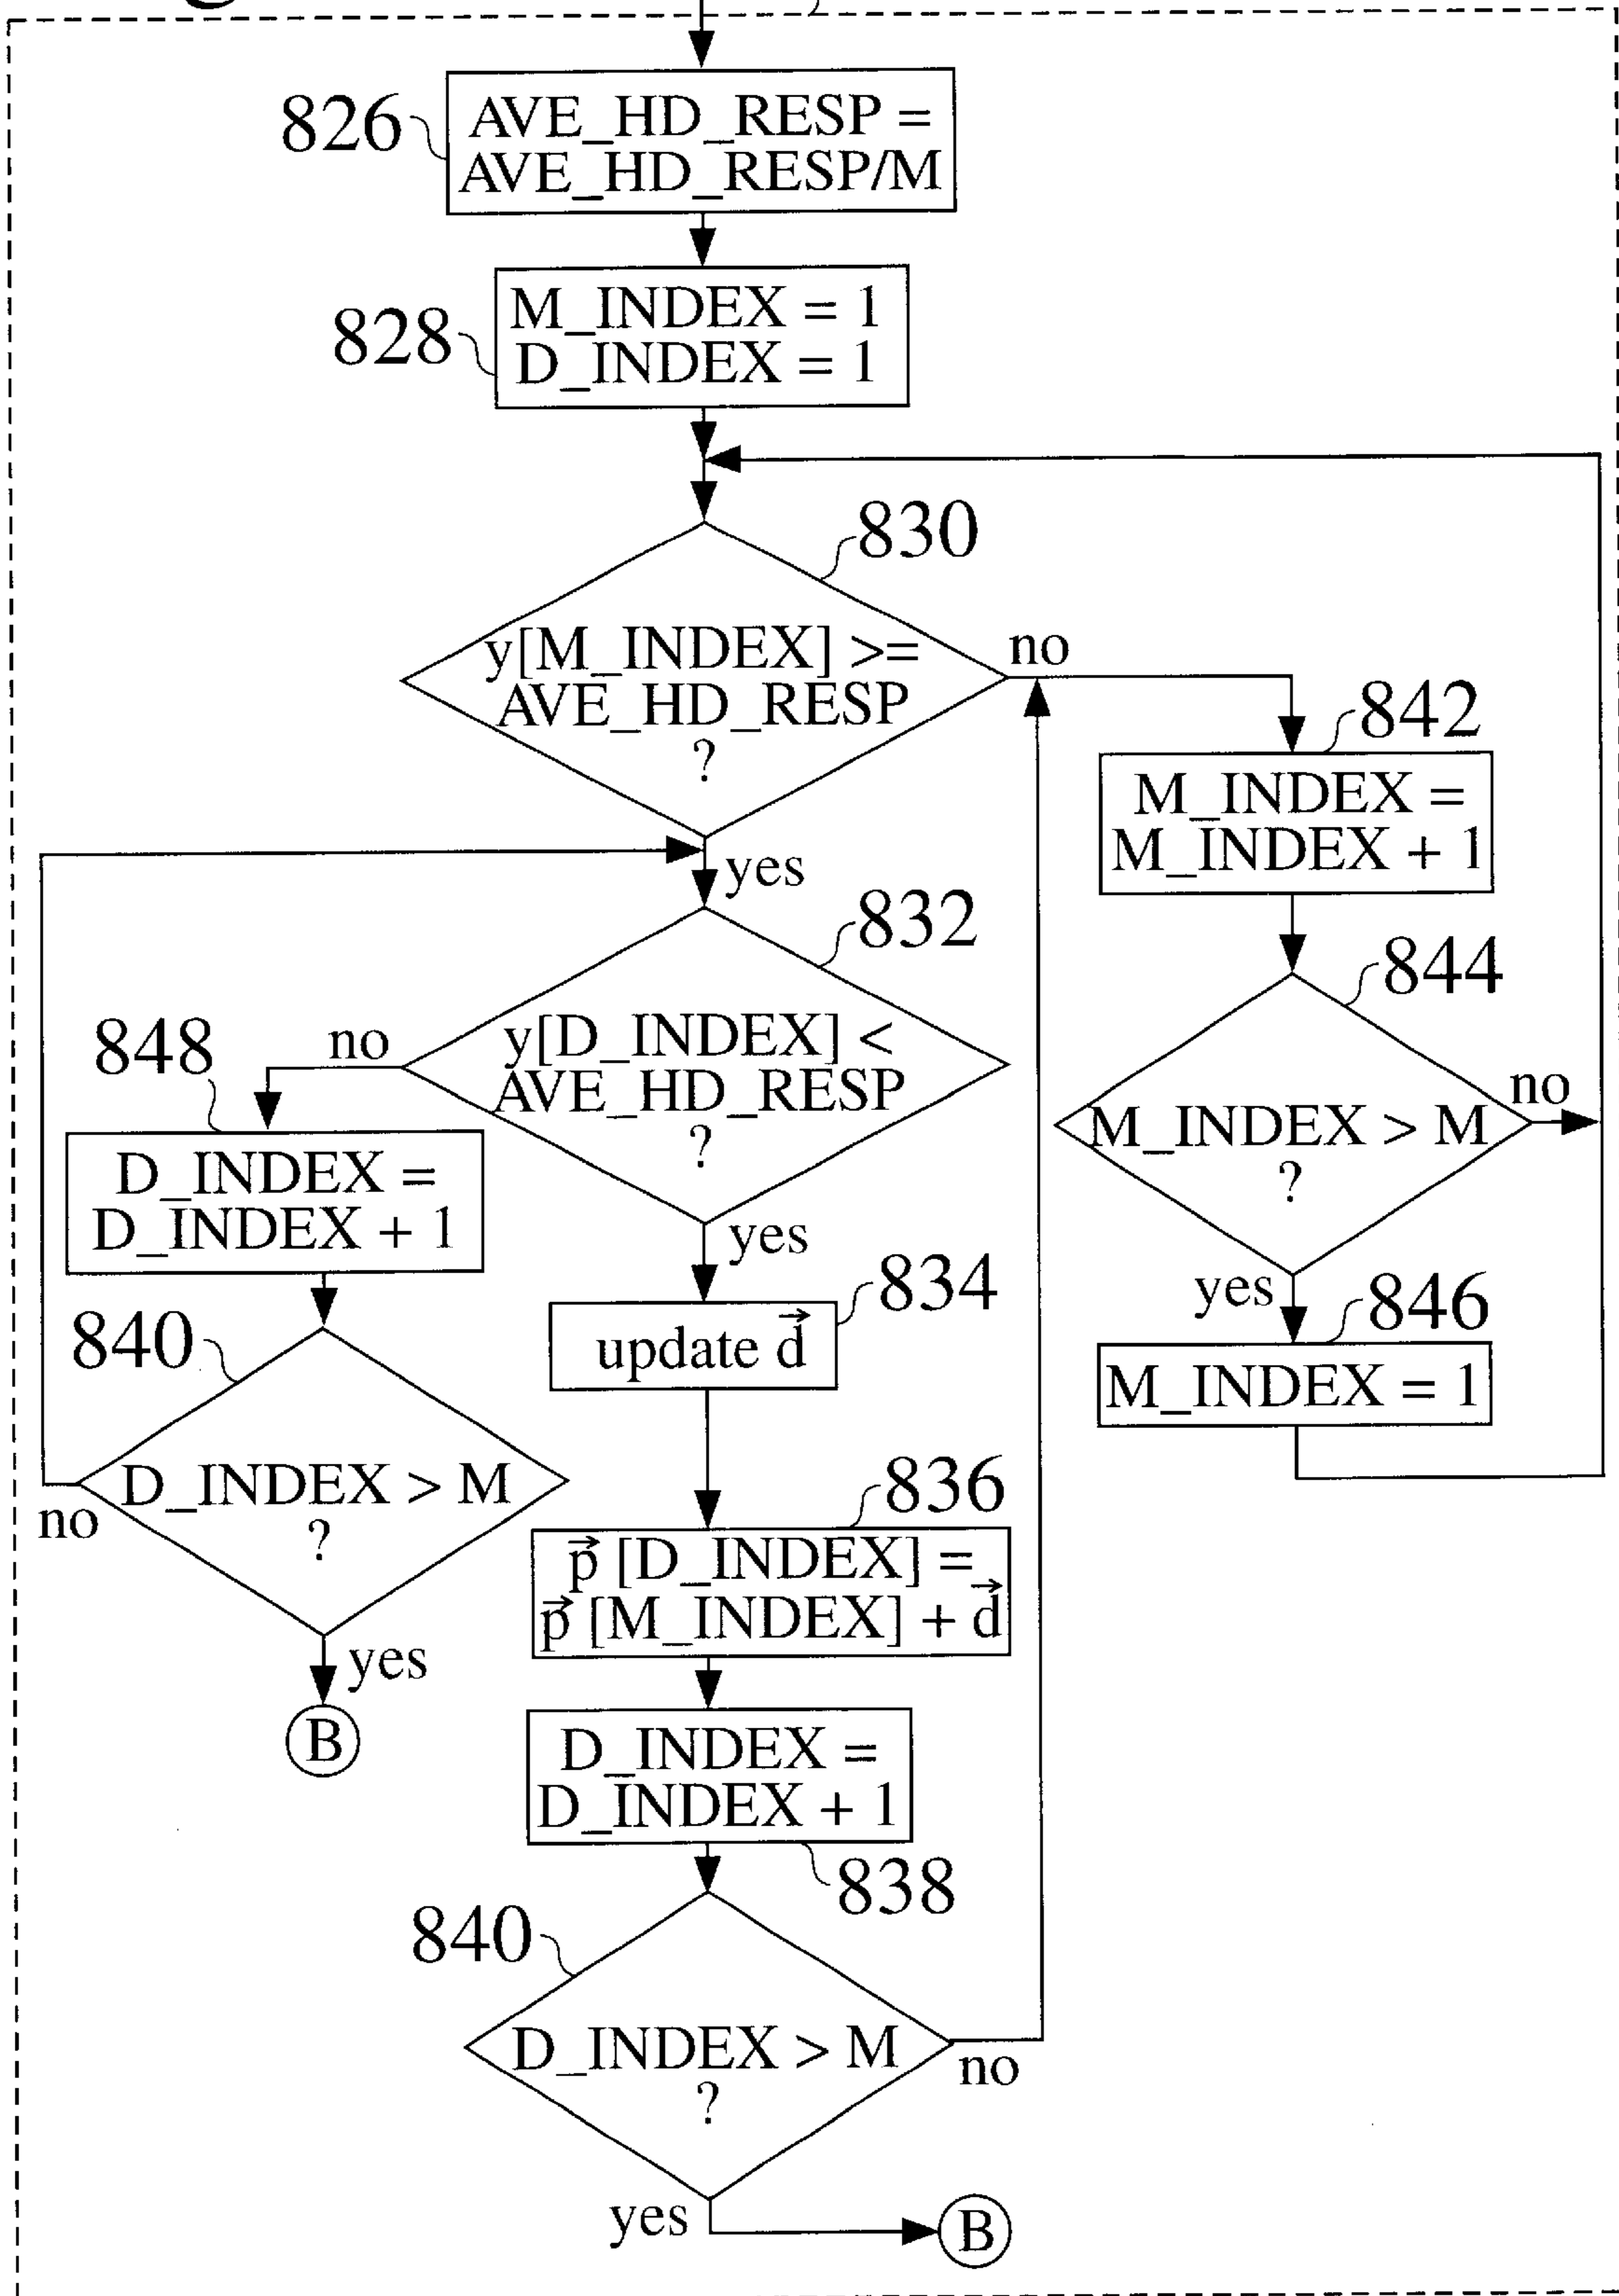 826
AVE_HD_RESP =
AVE_HD_RESP/M
828
M_INDEX = 1
D_INDEX = 1
830
y[M_INDEX] >=
AVE_HD_RESP
?
no
yes
842
M_INDEX =
M_INDEX + 1
832
y[D_INDEX] <
AVE_HD_RESP
?
no
yes
844
M_INDEX > M
?
no
yes
848
D_INDEX =
D_INDEX + 1
834
update d⃗
846
M_INDEX = 1
840
D_INDEX > M
?
no
yes
B
836
p⃗ [D_INDEX] =
p⃗ [M_INDEX] + d⃗
D_INDEX =
D_INDEX + 1
838
840
D_INDEX > M
?
no
yes
B